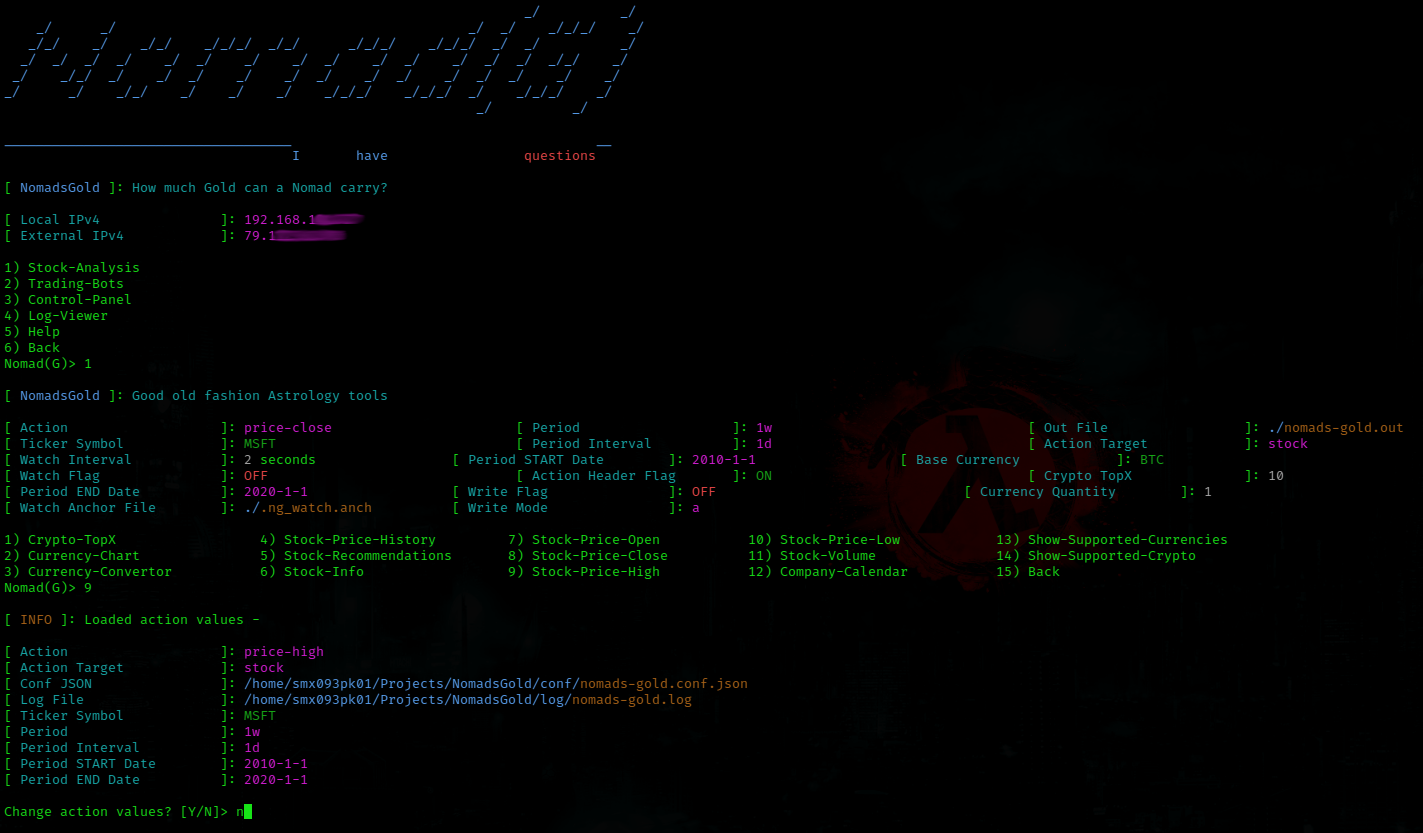 Nomad(G)
I have questions
[ NomadsGold ]: How much Gold can a Nomad carry?
[ Local IPv4 ]: 192.168.1
[ External IPv4 ]: 79.1
1) Stock-Analysis
2) Trading-Bots
3) Control-Panel
4) Log-Viewer
5) Help
6) Back
Nomad(G)> 1
[ NomadsGold ]: Good old fashion Astrology tools
[ Action ]: price-close [ Period ]: 1w [ Out File ]: ./nomads-gold.out
[ Ticker Symbol ]: MSFT [ Period Interval ]: 1d [ Action Target ]: stock
[ Watch Interval ]: 2 seconds [ Period START Date ]: 2010-1-1 [ Base Currency ]: BTC
[ Watch Flag ]: OFF [ Action Header Flag ]: ON [ Crypto TopX ]: 10
[ Period END Date ]: 2020-1-1 [ Write Flag ]: OFF [ Currency Quantity ]: 1
[ Watch Anchor File ]: ./.ng_watch.anch [ Write Mode ]: a
1) Crypto-TopX 4) Stock-Price-History 7) Stock-Price-Open 10) Stock-Price-Low 13) Show-Supported-Currencies
2) Currency-Chart 5) Stock-Recommendations 8) Stock-Price-Close 11) Stock-Volume 14) Show-Supported-Crypto
3) Currency-Convertor 6) Stock-Info 9) Stock-Price-High 12) Company-Calendar 15) Back
Nomad(G)> 9
[ INFO ]: Loaded action values -
[ Action ]: price-high
[ Action Target ]: stock
[ Conf JSON ]: /home/smx093pk01/Projects/NomadsGold/conf/nomads-gold.conf.json
[ Log File ]: /home/smx093pk01/Projects/NomadsGold/log/nomads-gold.log
[ Ticker Symbol ]: MSFT
[ Period ]: 1w
[ Period Interval ]: 1d
[ Period START Date ]: 2010-1-1
[ Period END Date ]: 2020-1-1
Change action values? [Y/N]> n